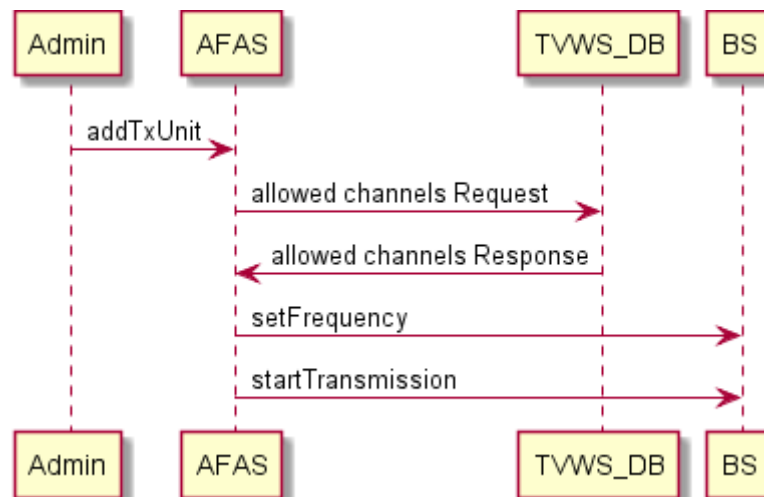 Admin
AFAS
TVWS_DB
BS
addTxUnit
allowed channels Request
allowed channels Response
setFrequency
startTransmission
Admin
AFAS
TVWS_DB
BS